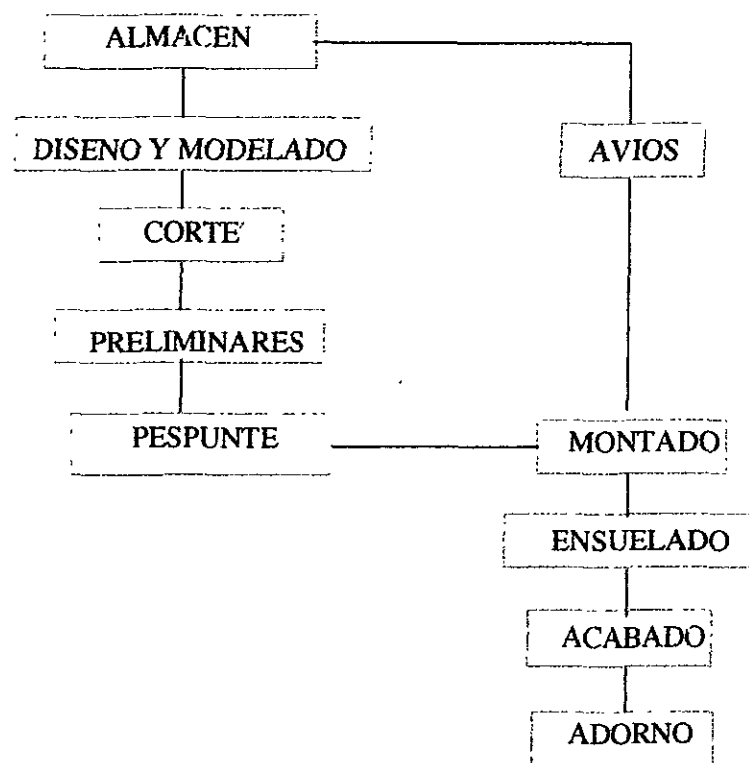 ALMACEN
DISENO Y MODELADO
AVIOS
CORTE
PRELIMINARES
PESPUNTE
MONTADO
ENSUELADO
ACABADO
ADORNO